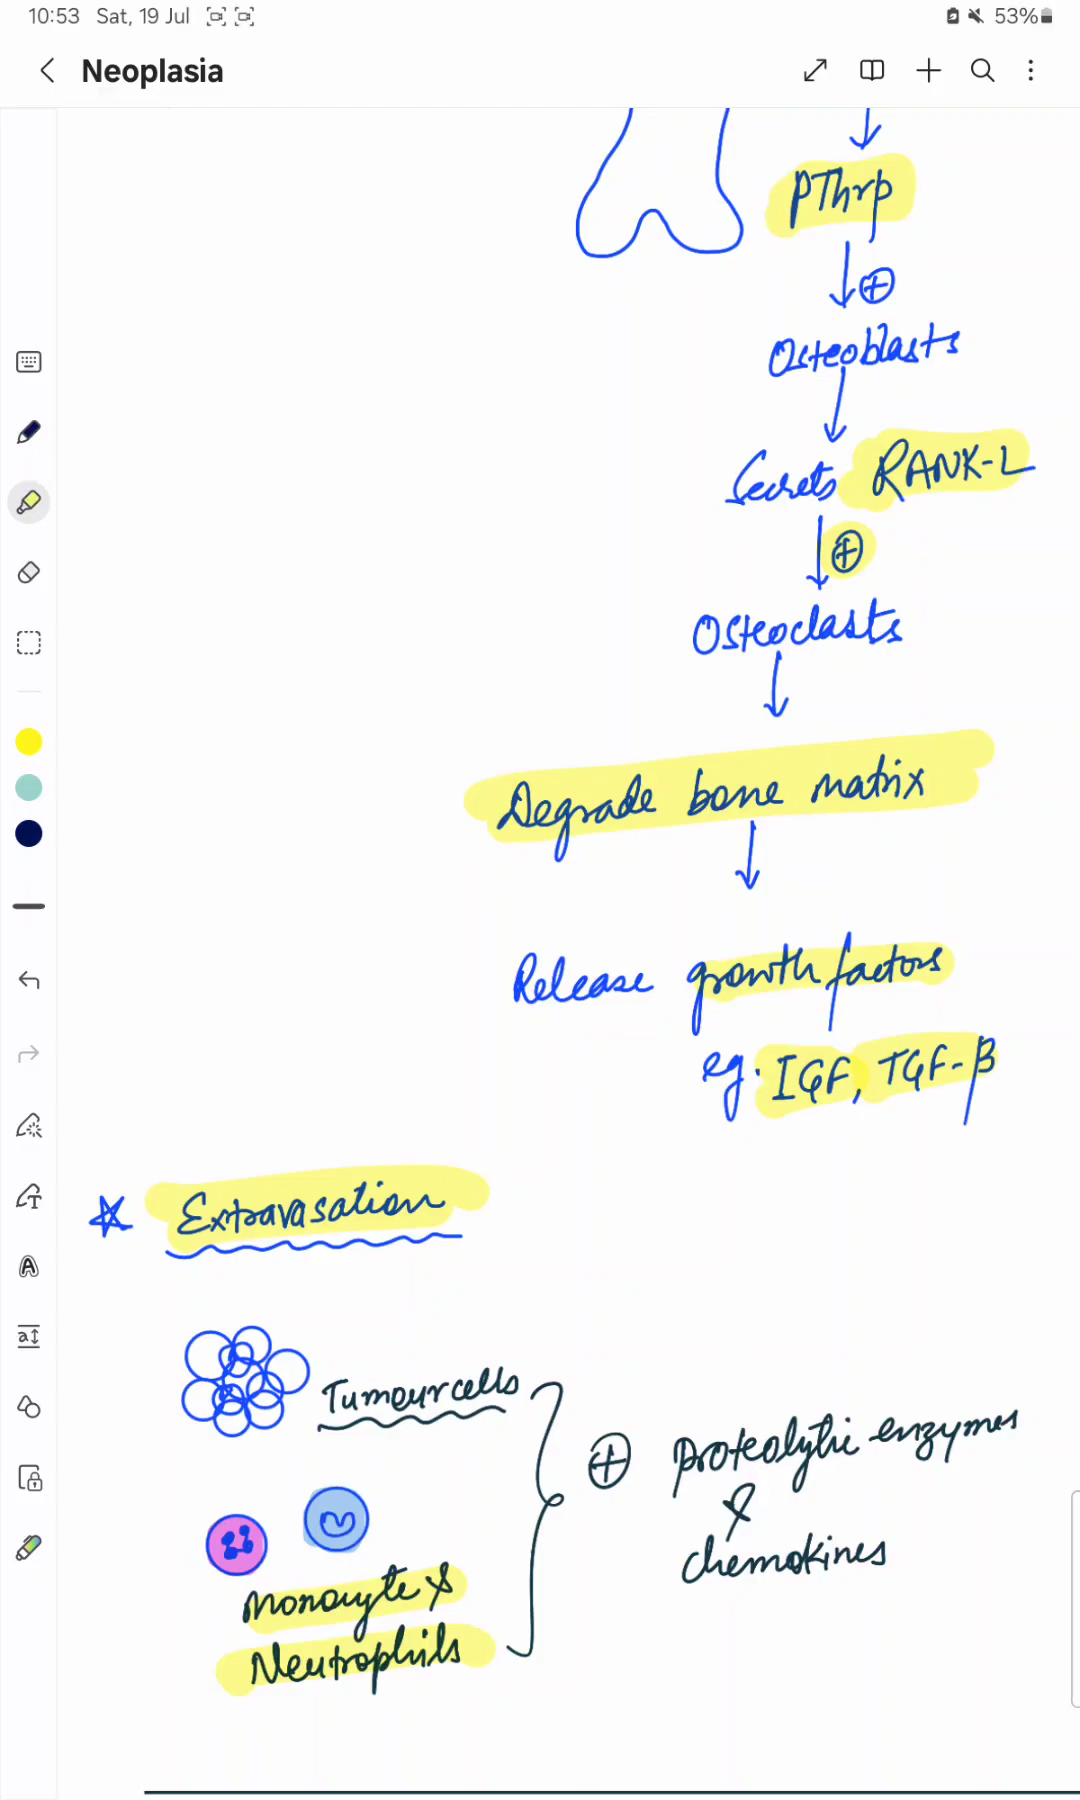 10:53 Sat, 19 Jul 53%
Neoplasia
PThrp
+
Osteoblasts
Secrets RANK-L
+
Osteoclasts
Degrade bone matrix
Release growth factors
eg. IGF, TGF-β
Extravasation
Tumour cells
+ proteolytic enzymes
&
chemokines
Monocyte &
Neutrophils